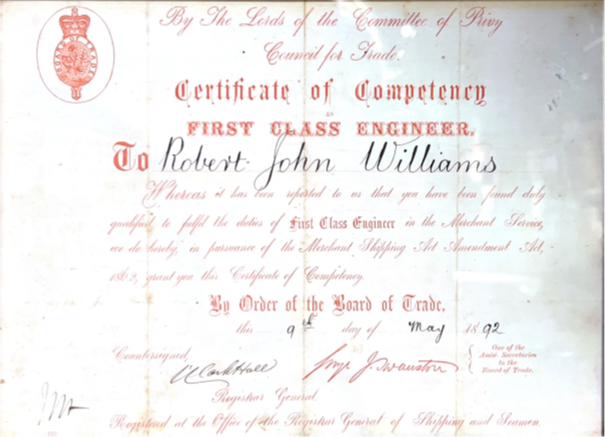 BOARD OF TRADE
By The Lords of the Committee of Privy
Council for Trade.
Certificate of Competency
AS
FIRST CLASS ENGINEER.
To Robert John Williams
Whereas it has been reported to us that you have been found duly
qualified to fulfil the duties of First Class Engineer in the Merchant Service,
we do hereby, in pursuance of the Merchant Shipping Act Amendment Act,
1862, grant you this Certificate of Competency.
By Order of the Board of Trade,
this 9th day of May 1892
Countersigned,
Registrar General
One of the
Assist. Secretaries
to the
Board of Trade.
Registered at the Office of the Registrar General of Shipping and Seamen.